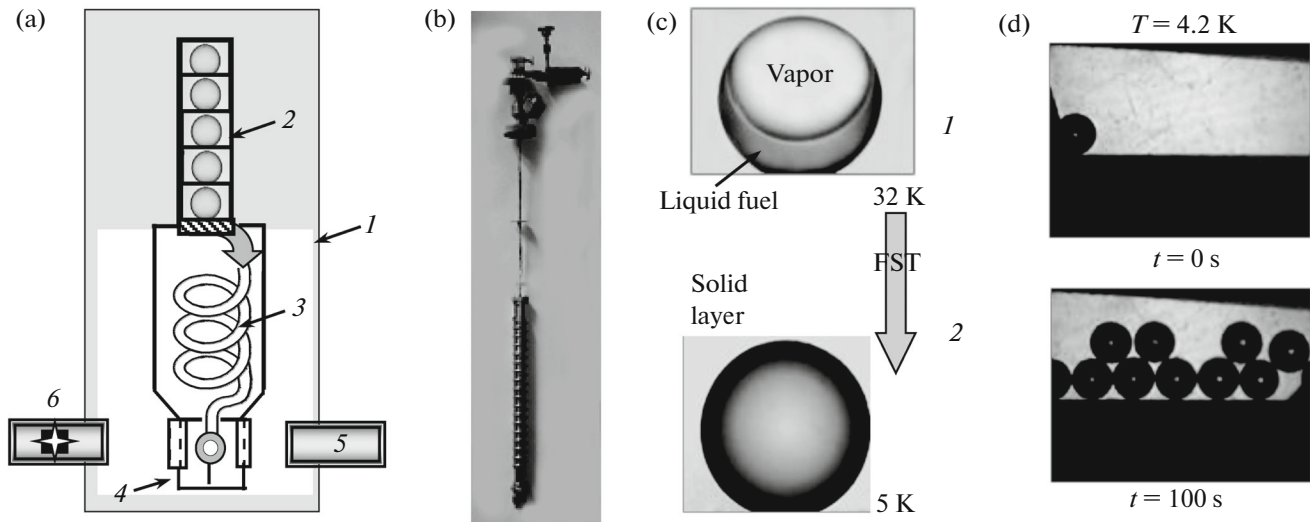 (a)
2
1
3
6
5
4
(b)
(c)
Vapor
1
Liquid fuel
32 K
FST
Solid
layer
2
5 K
(d)
T = 4.2 K
t = 0 s
t = 100 s